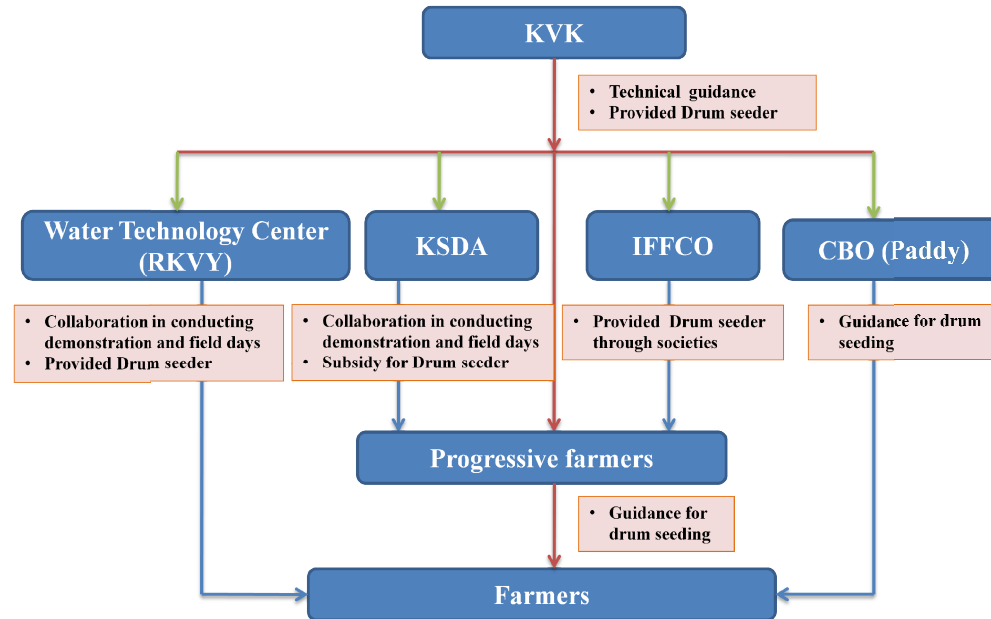 KVK
• Technical guidance
• Provided Drum seeder
Water Technology Center
(RKVY)
KSDA
IFFCO
CBO (Paddy)
• Collaboration in conducting
demonstration and field days
• Provided Drum seeder
• Collaboration in conducting
demonstration and field days
• Subsidy for Drum seeder
• Provided Drum seeder
through societies
• Guidance for drum
seeding
Progressive farmers
• Guidance for
drum seeding
Farmers